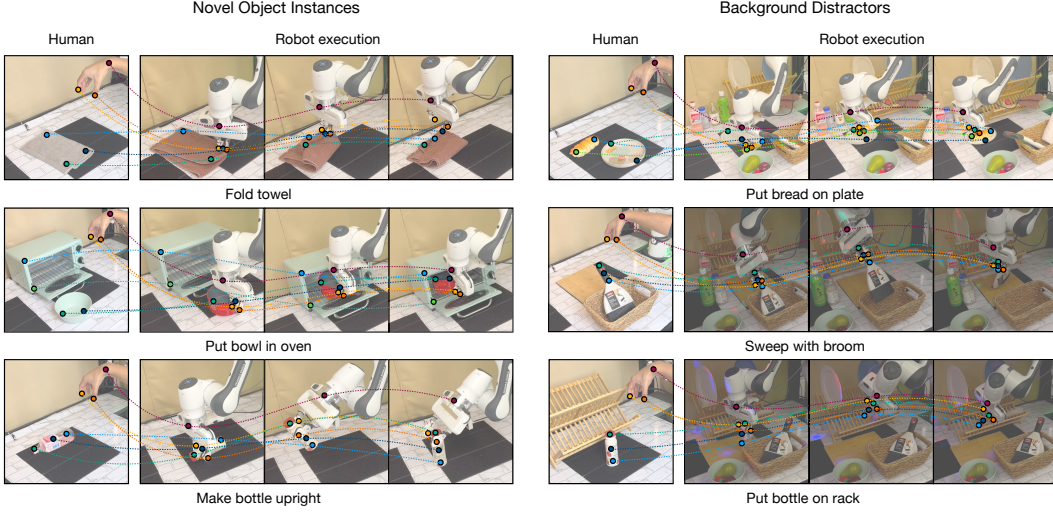 Novel Object Instances
Background Distractors
Human
Robot execution
Human
Robot execution
Fold towel
Put bread on plate
Put bowl in oven
Sweep with broom
Make bottle upright
Put bottle on rack